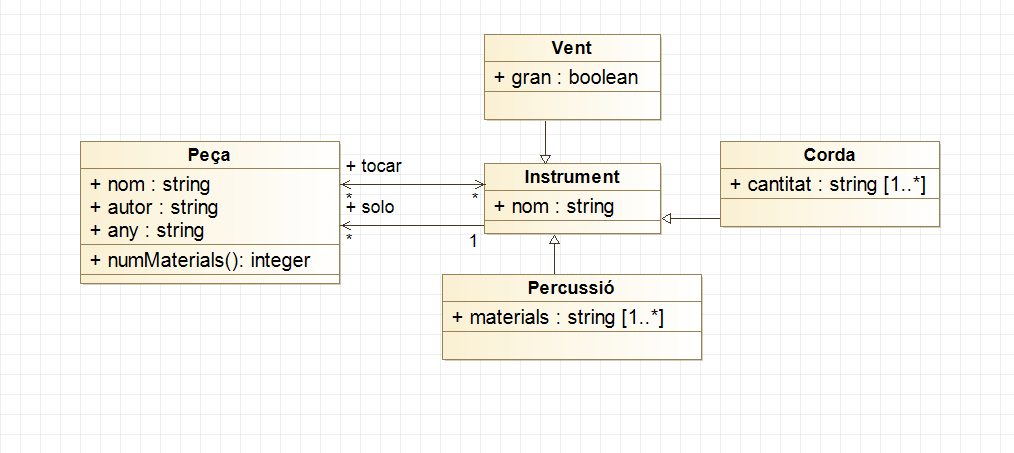 Vent
+ gran : boolean
Peça
+ nom : string
+ autor : string
+ any : string
+ numMaterials(): integer
+ tocar
*
*
+ solo
*
1
Instrument
+ nom : string
Corda
+ cantitat : string [1..*]
Percussió
+ materials : string [1..*]